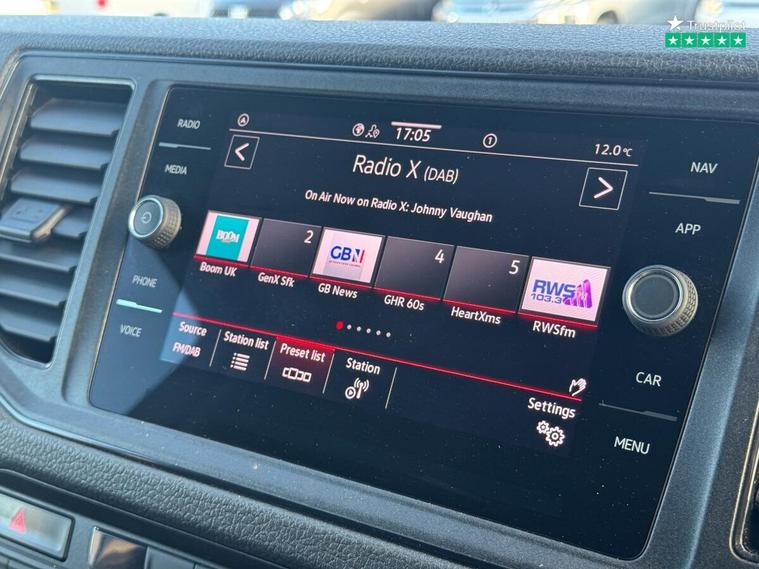 Trustpilot
RADIO
MEDIA
PHONE
VOICE
17:05
1
12.0°C
Radio X (DAB)
On Air Now on Radio X: Johnny Vaughan
BOOM
2
GBN
4
5
RWS
103.3
Boom UK
GenX Sfk
GB News
GHR 60s
HeartXms
RWSfm
Source
FM/DAB
Station list
Preset list
Station
Settings
NAV
APP
CAR
MENU